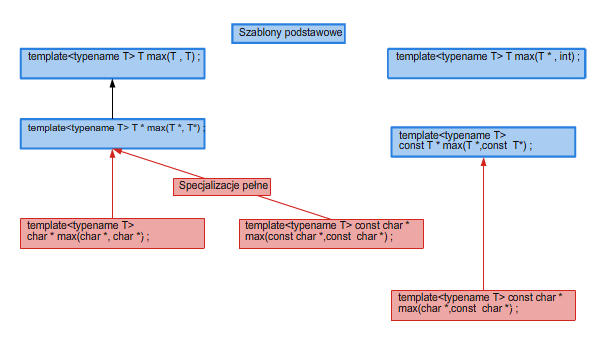 Szablony podstawowe
template<typename T> T max(T , T) ;
template<typename T> T max(T * , int) ;
template<typename T> T * max(T *, T*) ;
template<typename T>
const T * max(T *,const T*) ;
Specjalizacje pełne
template<typename T>
char * max(char *, char *) ;
template<typename T> const char *
max(const char *,const char *) ;
template<typename T> const char *
max(char *,const char *) ;